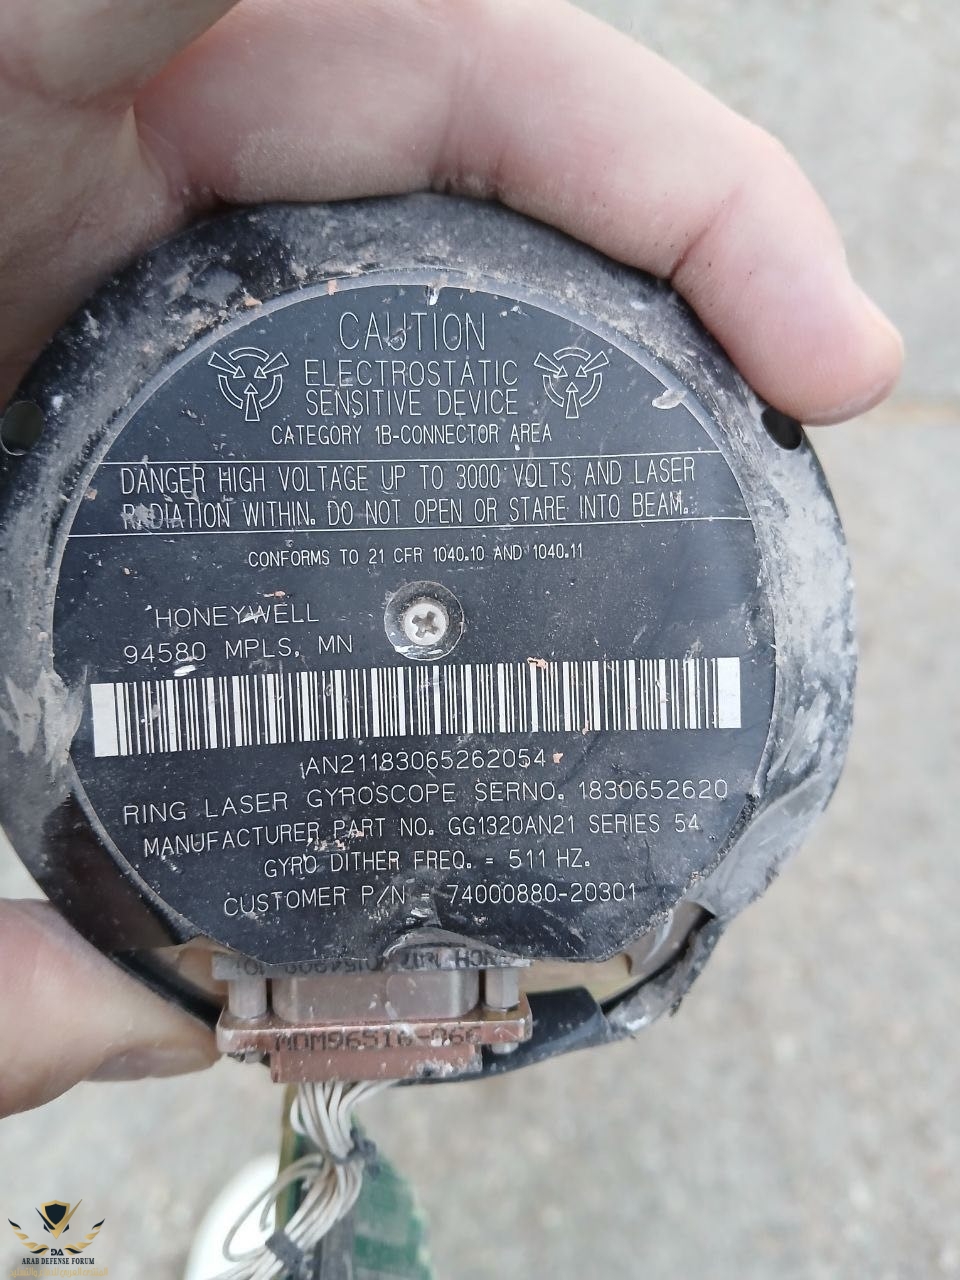 CAUTION
ELECTROSTATIC
SENSITIVE DEVICE
CATEGORY 1B-CONNECTOR AREA
DANGER HIGH VOLTAGE UP TO 3000 VOLTS AND LASER
RADIATION WITHIN. DO NOT OPEN OR STARE INTO BEAM.
CONFORMS TO 21 CFR 1040.10 AND 1040.11
HONEYWELL
94580 MPLS, MN
AN21183065262054
RING LASER GYROSCOPE SERNO. 1830652620
MANUFACTURER PART NO. GG1320AN21 SERIES 54
GYRO DITHER FREQ. = 511 HZ.
CUSTOMER P/N = 74000880-20301
MDM96516-066
DA
ARAB DEFENSE FORUM